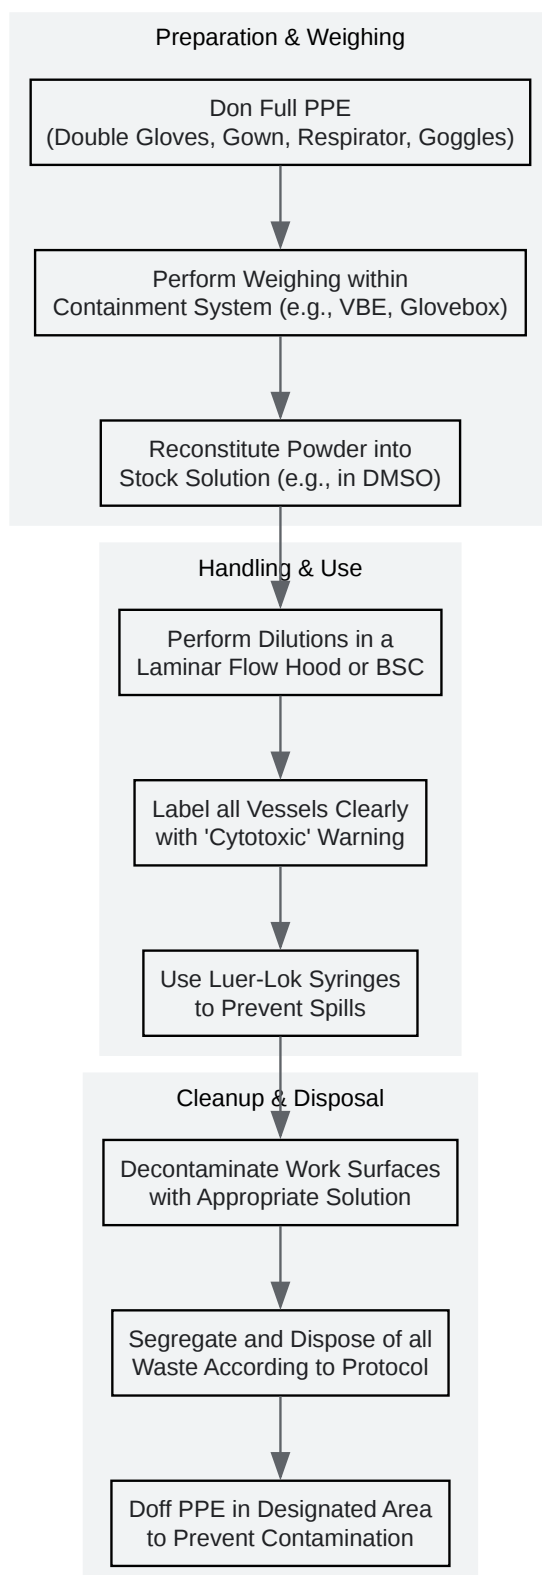 Preparation & Weighing
Don Full PPE
(Double Gloves, Gown, Respirator, Goggles)
Perform Weighing within
Containment System (e.g., VBE, Glovebox)
Reconstitute Powder into
Stock Solution (e.g., in DMSO)
Handling & Use
Perform Dilutions in a
Laminar Flow Hood or BSC
Label all Vessels Clearly
with 'Cytotoxic' Warning
Use Luer-Lok Syringes
to Prevent Spills
Cleanup & Disposal
Decontaminate Work Surfaces
with Appropriate Solution
Segregate and Dispose of all
Waste According to Protocol
Doff PPE in Designated Area
to Prevent Contamination